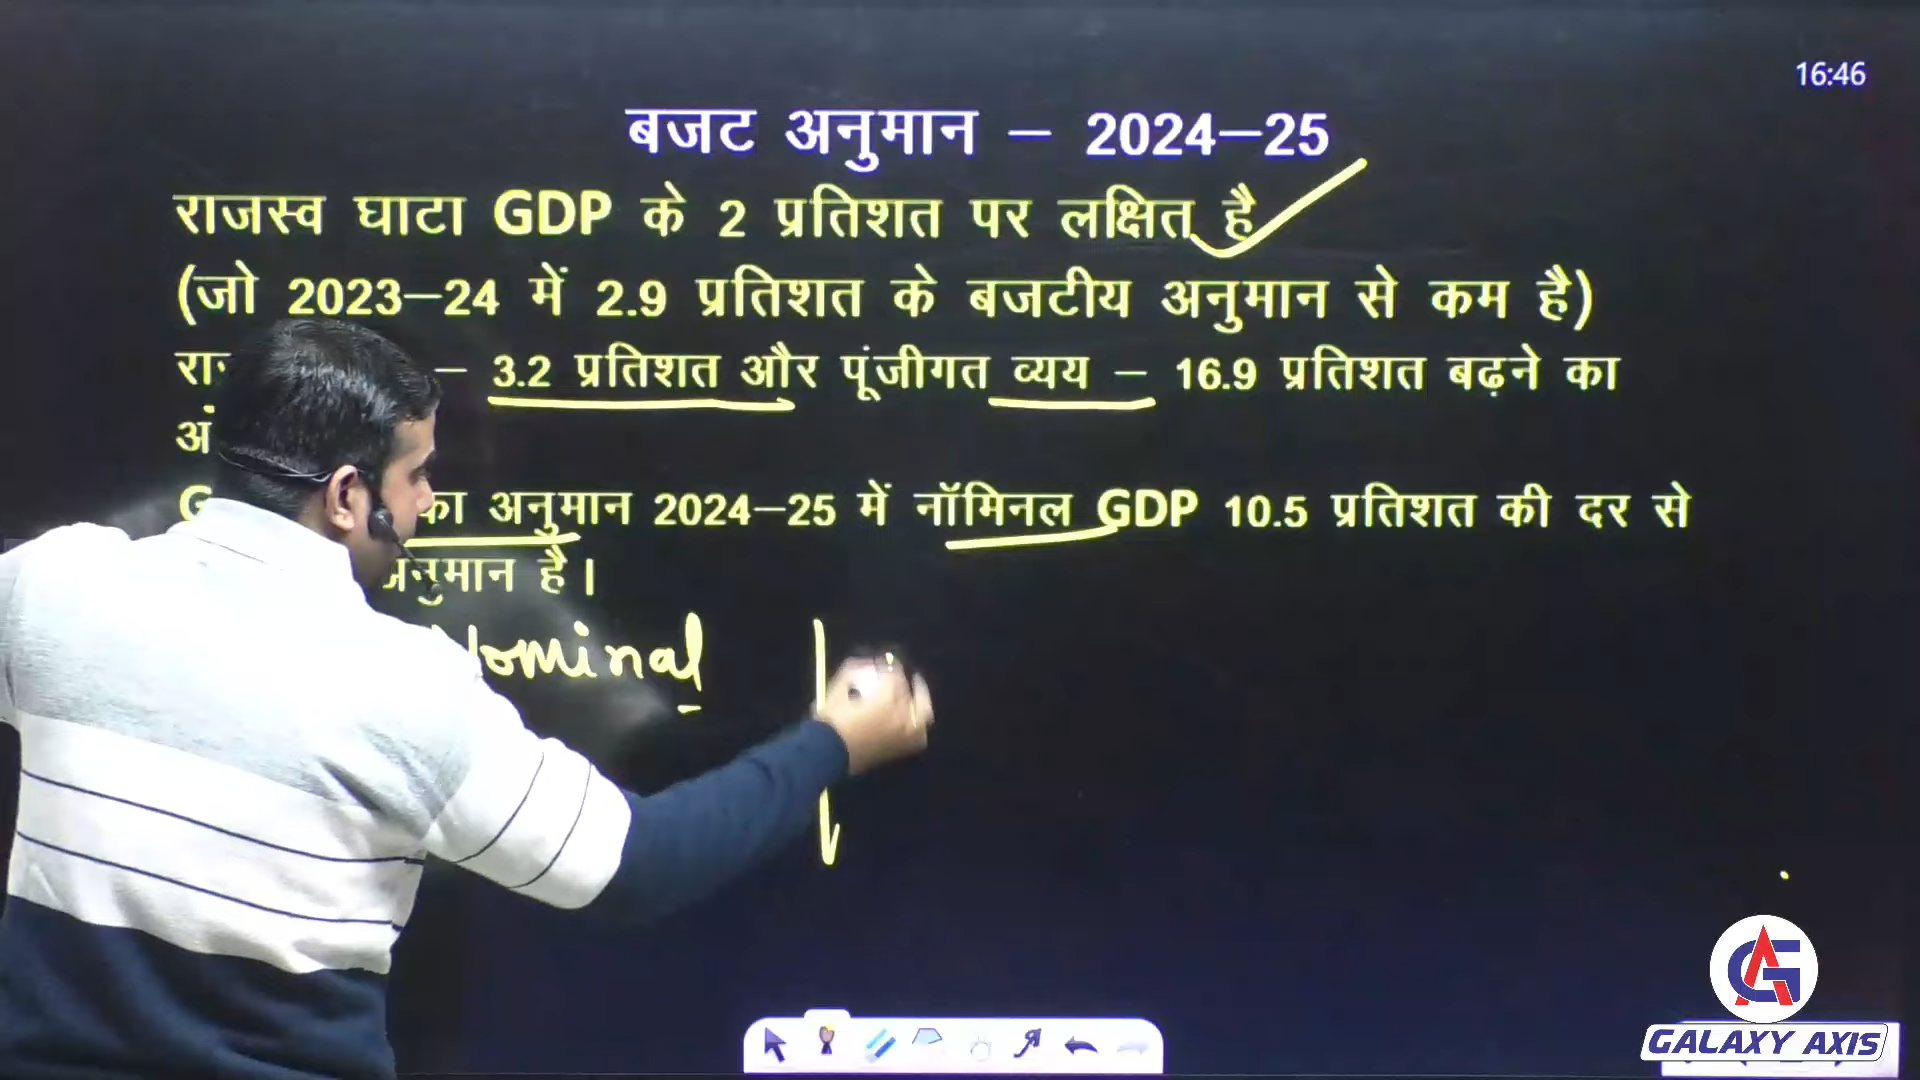 16:46
बजट अनुमान – 2024–25
राजस्व घाटा GDP के 2 प्रतिशत पर लक्षित है
(जो 2023–24 में 2.9 प्रतिशत के बजटीय अनुमान से कम है)
– 3.2 प्रतिशत और पूंजीगत व्यय – 16.9 प्रतिशत बढ़ने का
का अनुमान 2024–25 में नॉमिनल GDP 10.5 प्रतिशत की दर से
अनुमान है।
Nominal
GALAXY AXIS